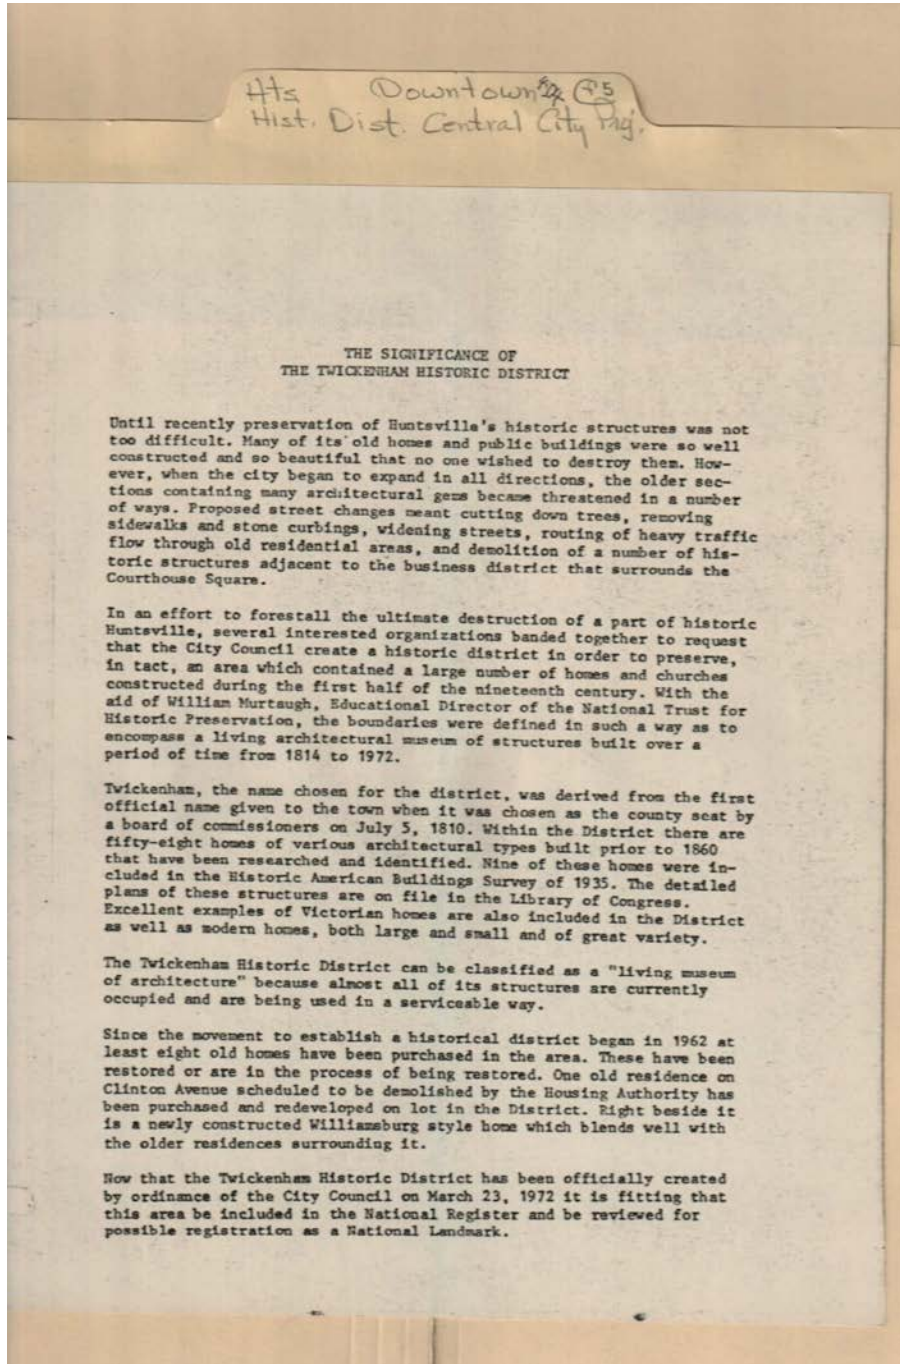 Hts Downtown
Hist. Dist. Central City Proj.
THE SIGNIFICANCE OF
THE TWICKENHAM HISTORIC DISTRICT
Until recently preservation of Huntsville's historic structures was not
too difficult. Many of its old homes and public buildings were so well
constructed and so beautiful that no one wished to destroy them. How-
ever, when the city began to expand in all directions, the older sec-
tions containing many architectural gems became threatened in a number
of ways. Proposed street changes meant cutting down trees, removing
sidewalks and stone curbings, widening streets, routing of heavy traffic
flow through old residential areas, and demolition of a number of his-
toric structures adjacent to the business district that surrounds the
Courthouse Square.
In an effort to forestall the ultimate destruction of a part of historic
Huntsville, several interested organizations banded together to request
that the City Council create a historic district in order to preserve,
in tact, an area which contained a large number of homes and churches
constructed during the first half of the nineteenth century. With the
aid of William Murtaugh, Educational Director of the National Trust for
Historic Preservation, the boundaries were defined in such a way as to
encompass a living architectural museum of structures built over a
period of time from 1814 to 1972.
Twickenham, the name chosen for the district, was derived from the first
official name given to the town when it was chosen as the county seat by
a board of commissioners on July 5, 1810. Within the District there are
fifty-eight homes of various architectural types built prior to 1860
that have been researched and identified. Nine of these homes were in-
cluded in the Historic American Buildings Survey of 1935. The detailed
plans of these structures are on file in the Library of Congress.
Excellent examples of Victorian homes are also included in the District
as well as modern homes, both large and small and of great variety.
The Twickenham Historic District can be classified as a "living museum
of architecture" because almost all of its structures are currently
occupied and are being used in a serviceable way.
Since the movement to establish a historical district began in 1962 at
least eight old homes have been purchased in the area. These have been
restored or are in the process of being restored. One old residence on
Clinton Avenue scheduled to be demolished by the Housing Authority has
been purchased and redeveloped on lot in the District. Right beside it
is a newly constructed Williamsburg style home which blends well with
the older residences surrounding it.
Now that the Twickenham Historic District has been officially created
by ordinance of the City Council on March 23, 1972 it is fitting that
this area be included in the National Register and be reviewed for
possible registration as a National Landmark.